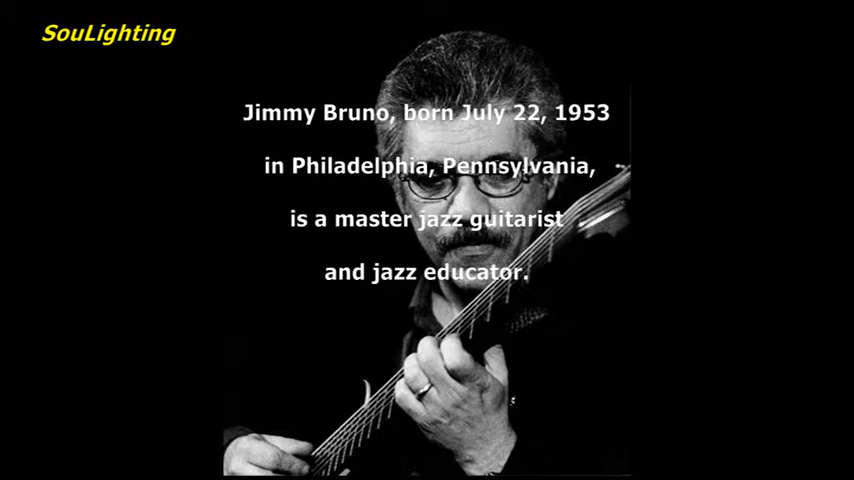 SouLighting
Jimmy Bruno, born July 22, 1953
in Philadelphia, Pennsylvania,
is a master jazz guitarist
and jazz educator.